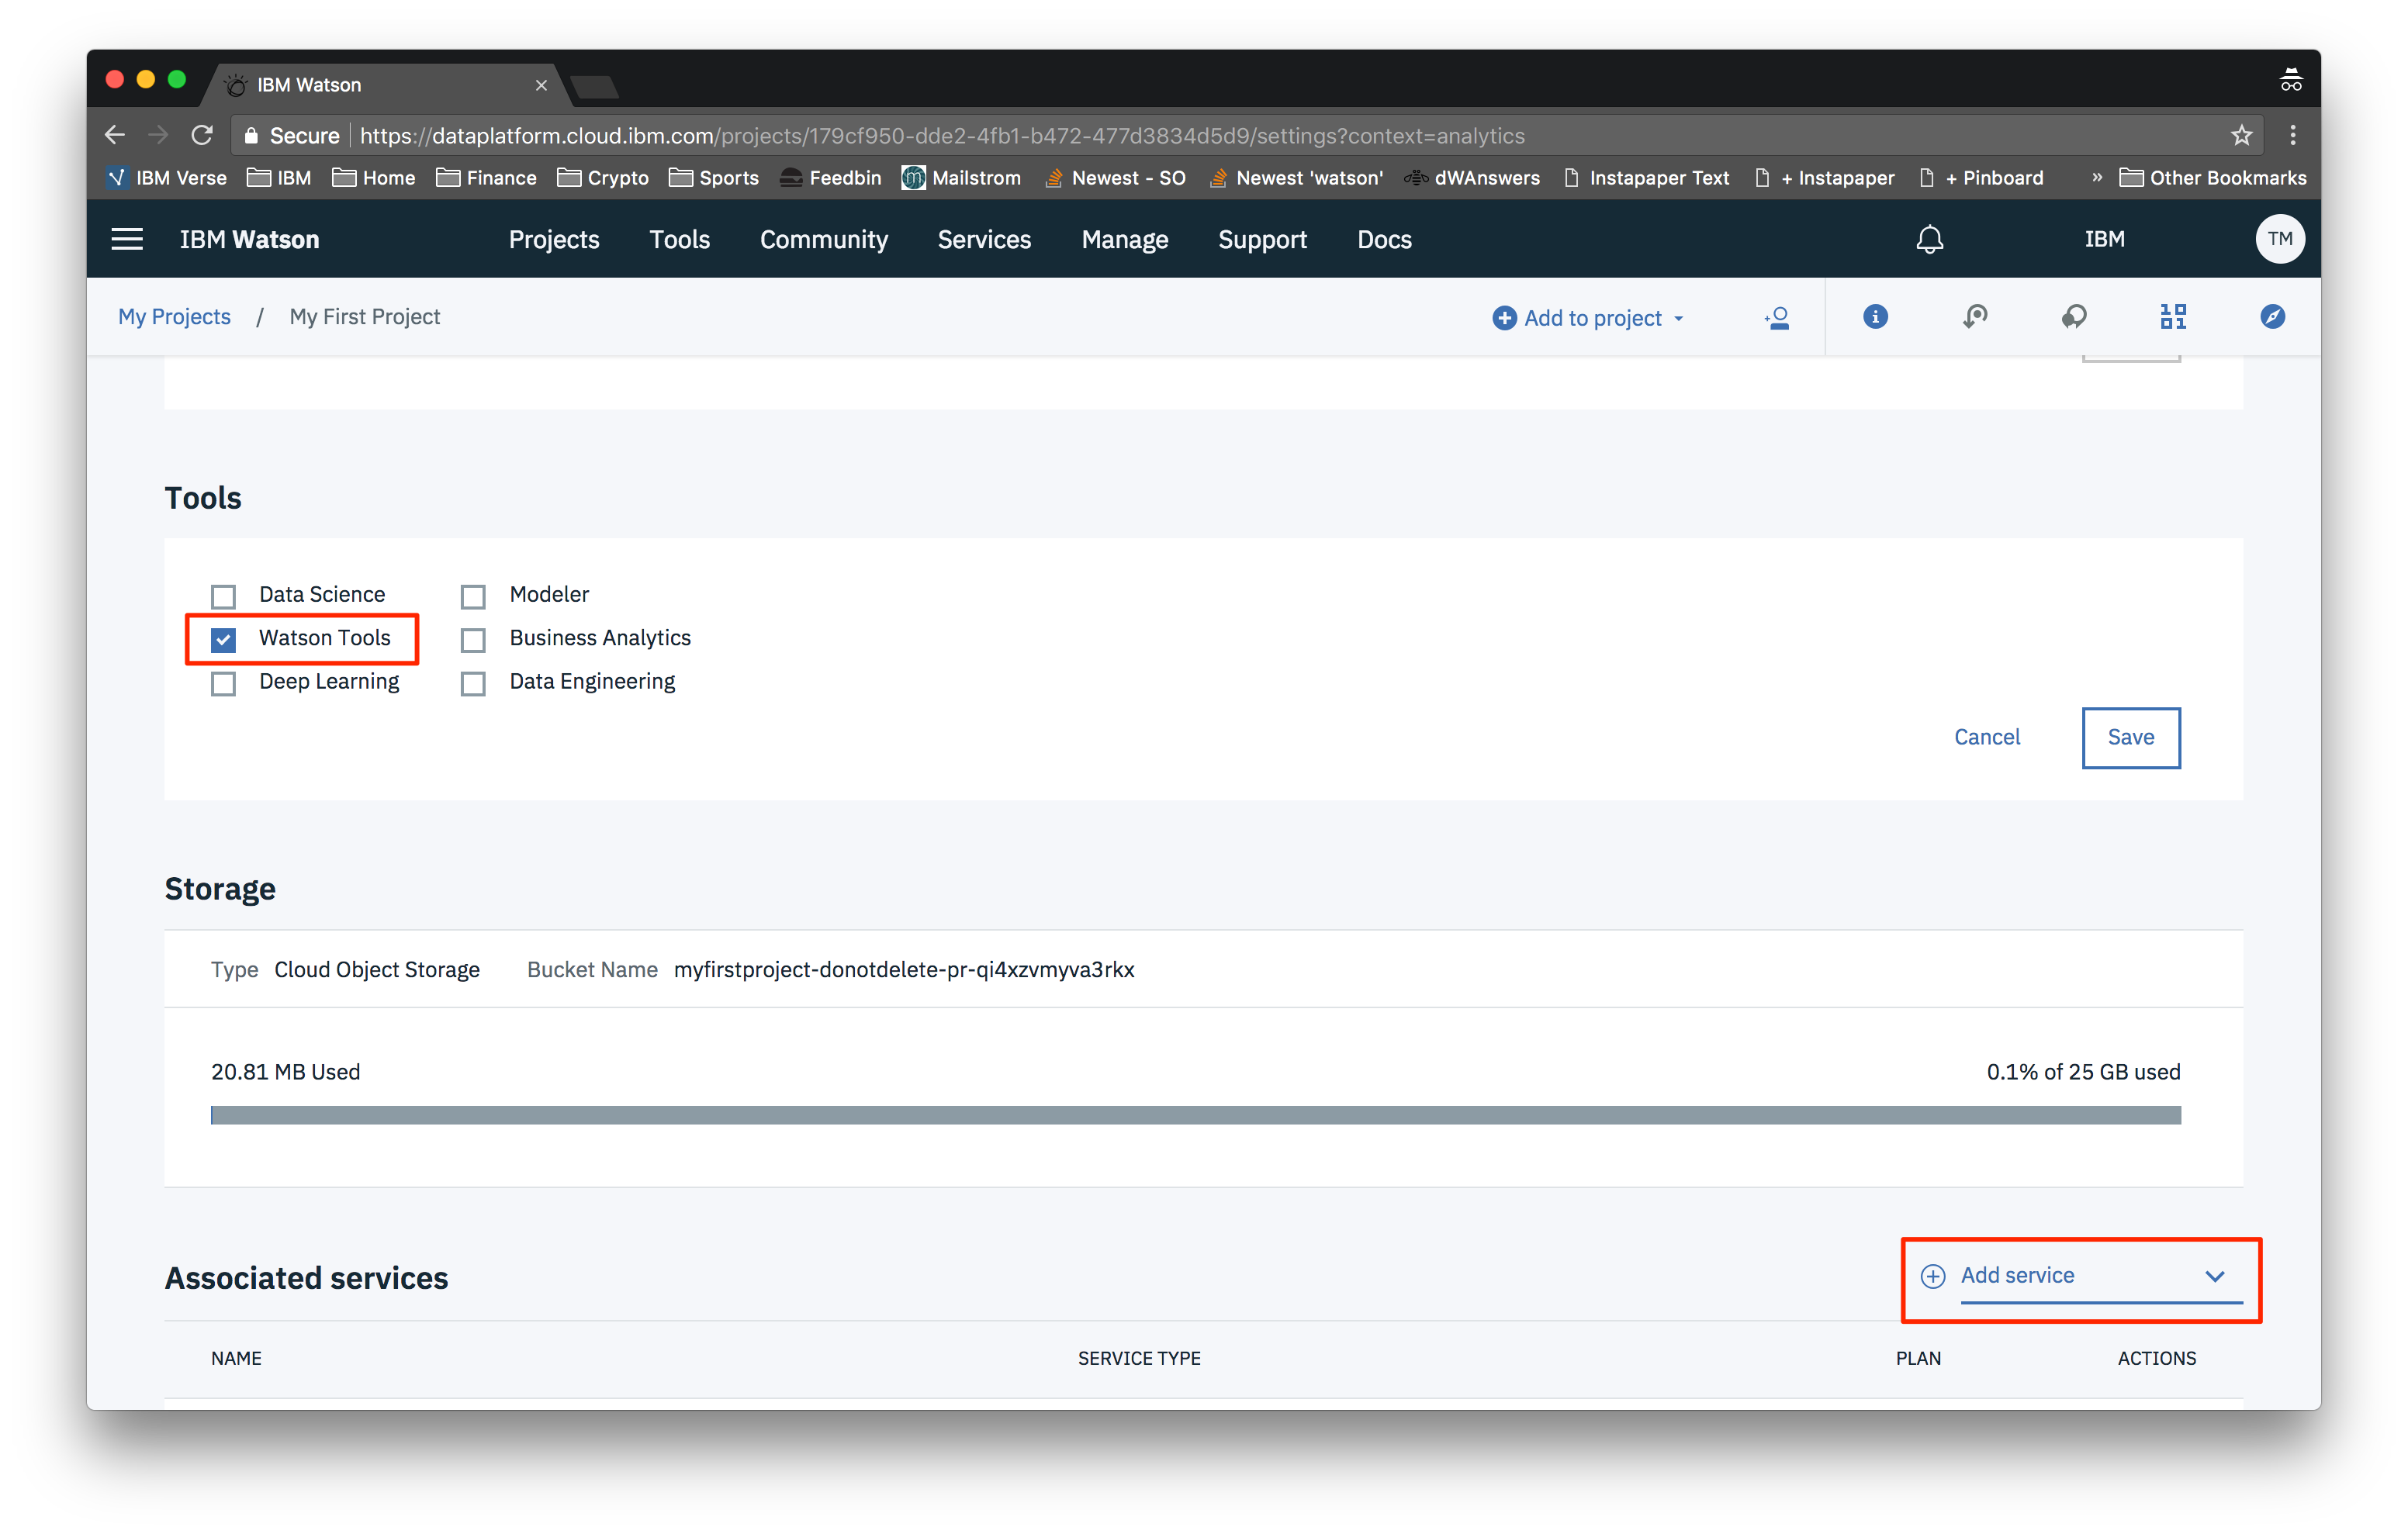 IBM Watson
Secure https://dataplatform.cloud.ibm.com/projects/179cf950-dde2-4fb1-b472-477d3834d5d9/settings?context=analytics
IBM Verse IBM Home Finance Crypto Sports Feedbin Mailstrom Newest - SO Newest 'watson' dWAnswers Instapaper Text + Instapaper + Pinboard » Other Bookmarks
IBM Watson Projects Tools Community Services Manage Support Docs IBM TM
My Projects / My First Project Add to project
Tools
Data Science Modeler
Watson Tools Business Analytics
Deep Learning Data Engineering
Cancel Save
Storage
Type Cloud Object Storage Bucket Name myfirstproject-donotdelete-pr-qi4xzvmyva3rkx
20.81 MB Used 0.1% of 25 GB used
Associated services Add service
NAME SERVICE TYPE PLAN ACTIONS